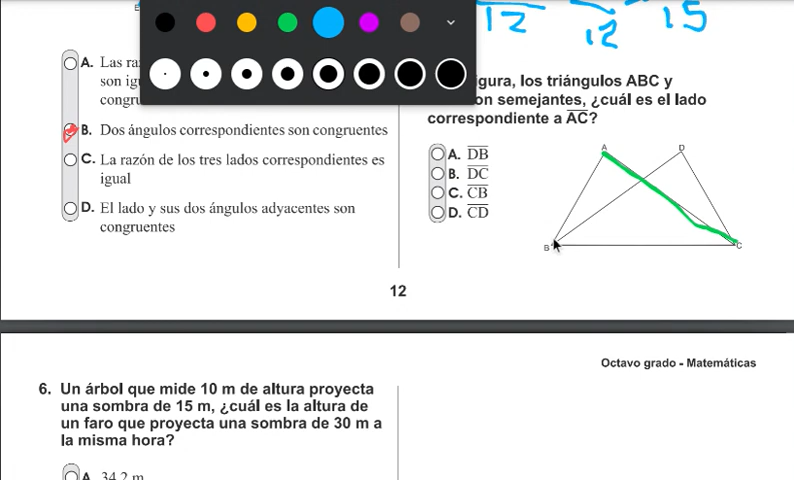 12
12
15
A. Las
son
congru
B. Dos ángulos correspondientes son congruentes
C. La razón de los tres lados correspondientes es
igual
D. El lado y sus dos ángulos adyacentes son
congruentes
igura, los triángulos ABC y
on semejantes, ¿cuál es el lado
correspondiente a AC?
A. DB
B. DC
C. CB
D. CD
A
D
B
C
12
Octavo grado - Matemáticas
6. Un árbol que mide 10 m de altura proyecta
una sombra de 15 m, ¿cuál es la altura de
un faro que proyecta una sombra de 30 m a
la misma hora?
A 34.2 m